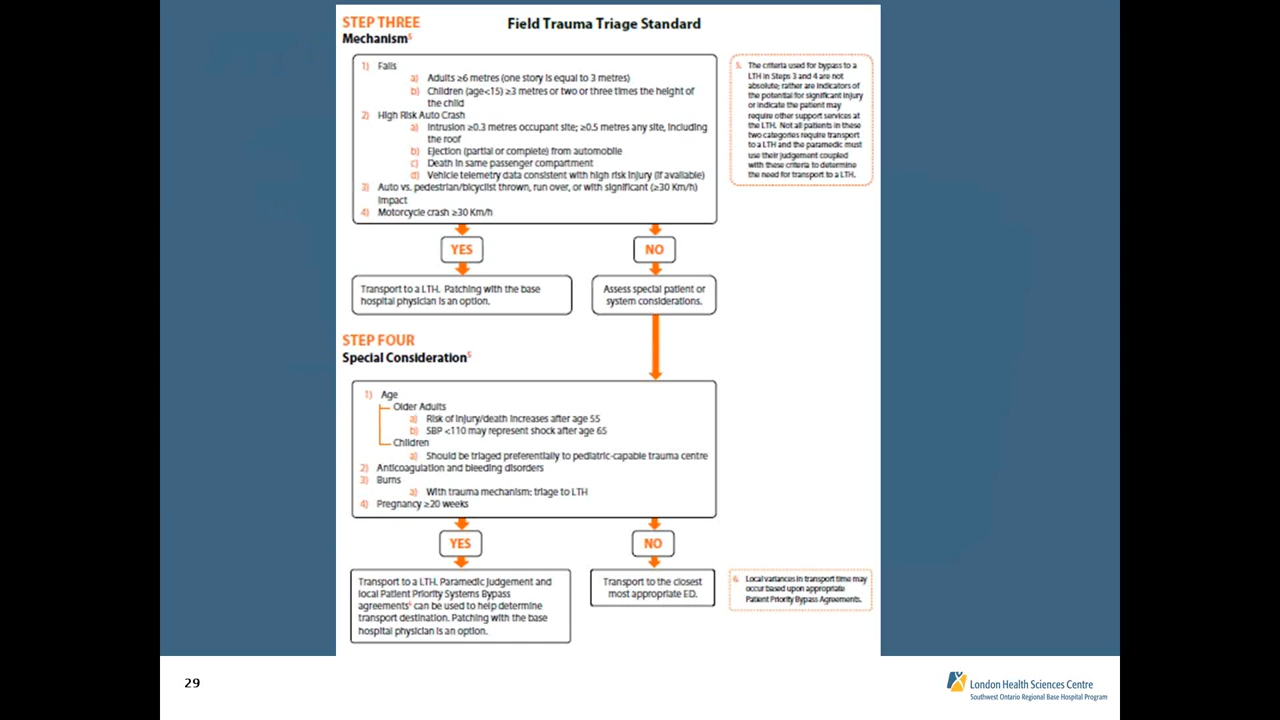 STEP THREE
Field Trauma Triage Standard
Mechanism5
1) Falls
a) Adults ≥6 metres (one story is equal to 3 metres)
b) Children (age<15) ≥3 metres or two or three times the height of
the child
2) High Risk Auto Crash
a) Intrusion ≥0.3 metres occupant site; ≥0.5 metres any site, including
the roof
b) Ejection (partial or complete) from automobile
c) Death in same passenger compartment
d) Vehicle telemetry data consistent with high risk injury (if available)
3) Auto vs. pedestrian/bicyclist thrown, run over, or with significant (≥30 Km/h)
impact
4) Motorcycle crash ≥30 Km/h
5. The criteria used for bypass to a
LTH in Steps 3 and 4 are not
absolute; rather are indicators of
the potential for significant injury
or indicate the patient may
require other support services at
the LTH. Not all patients in these
two categories require transport
to a LTH and the paramedic must
use their judgement coupled
with these criteria to determine
the need for transport to a LTH.
YES
NO
Transport to a LTH. Patching with the base
hospital physician is an option.
Assess special patient or
system considerations.
STEP FOUR
Special Consideration5
1) Age
Older Adults
a) Risk of injury/death increases after age 55
b) SBP <110 may represent shock after age 65
Children
a) Should be triaged preferentially to pediatric-capable trauma centre
2) Anticoagulation and bleeding disorders
3) Burns
a) With trauma mechanism: triage to LTH
4) Pregnancy ≥20 weeks
YES
NO
Transport to a LTH. Paramedic judgement and
local Patient Priority Systems Bypass
agreements6 can be used to help determine
transport destination. Patching with the base
hospital physician is an option.
Transport to the closest
most appropriate ED.
6. Local variances in transport time may
occur based upon appropriate
Patient Priority Bypass Agreements.
29
London Health Sciences Centre
Southwest Ontario Regional Base Hospital Program